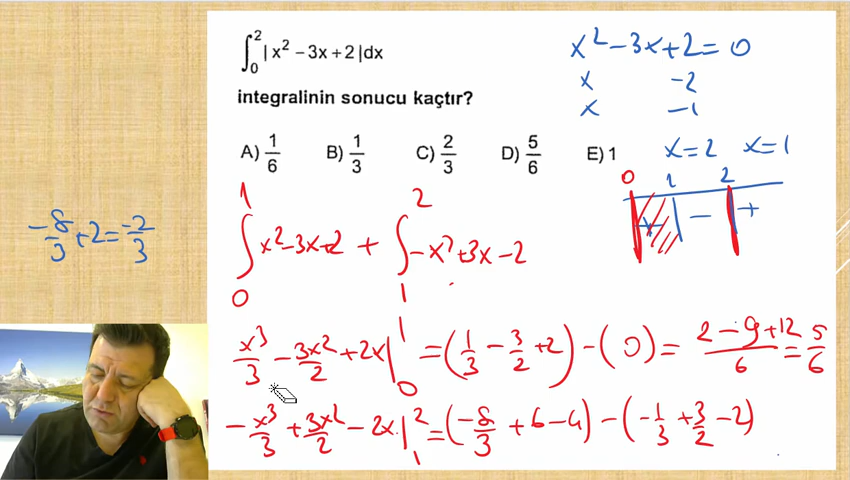 ∫₀² | x² − 3x + 2 | dx
integralinin sonucu kaçtır?
A) 1/6 B) 1/3 C) 2/3 D) 5/6 E) 1
x² − 3x + 2 = 0
x −2
x −1
x = 2 x = 1
0 1 2
+ − +
∫₀¹ x² − 3x + 2 + ∫₁² −x² + 3x − 2
x³/3 − 3x²/2 + 2x |₀¹ = (1/3 − 3/2 + 2) − (0) = (2 − 9 + 12)/6 = 5/6
−x³/3 + 3x²/2 − 2x |₁² = (−8/3 + 6 − 4) − (−1/3 + 3/2 − 2)
−8/3 + 2 = −2/3